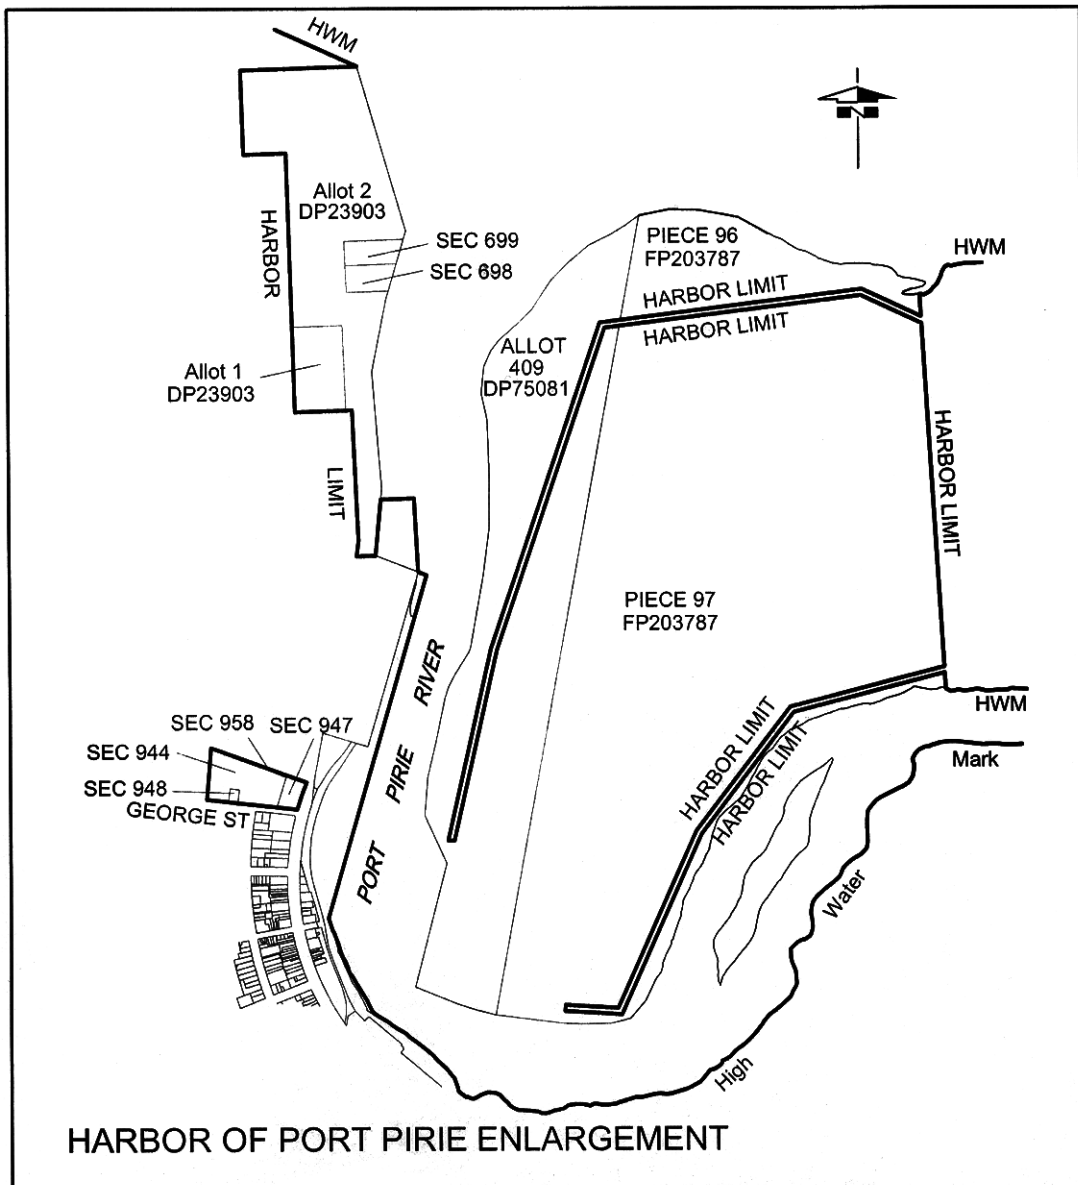 HWM
N
Allot 2
DP23903
HARBOR
SEC 699
SEC 698
PIECE 96
FP203787
HWM
HARBOR LIMIT
HARBOR LIMIT
ALLOT
409
DP75081
Allot 1
DP23903
HARBOR LIMIT
LIMIT
PIECE 97
FP203787
PORT PIRIE RIVER
SEC 958
SEC 947
SEC 944
SEC 948
GEORGE ST
HARBOR LIMIT
HARBOR LIMIT
HWM
Mark
Water
High
HARBOR OF PORT PIRIE ENLARGEMENT